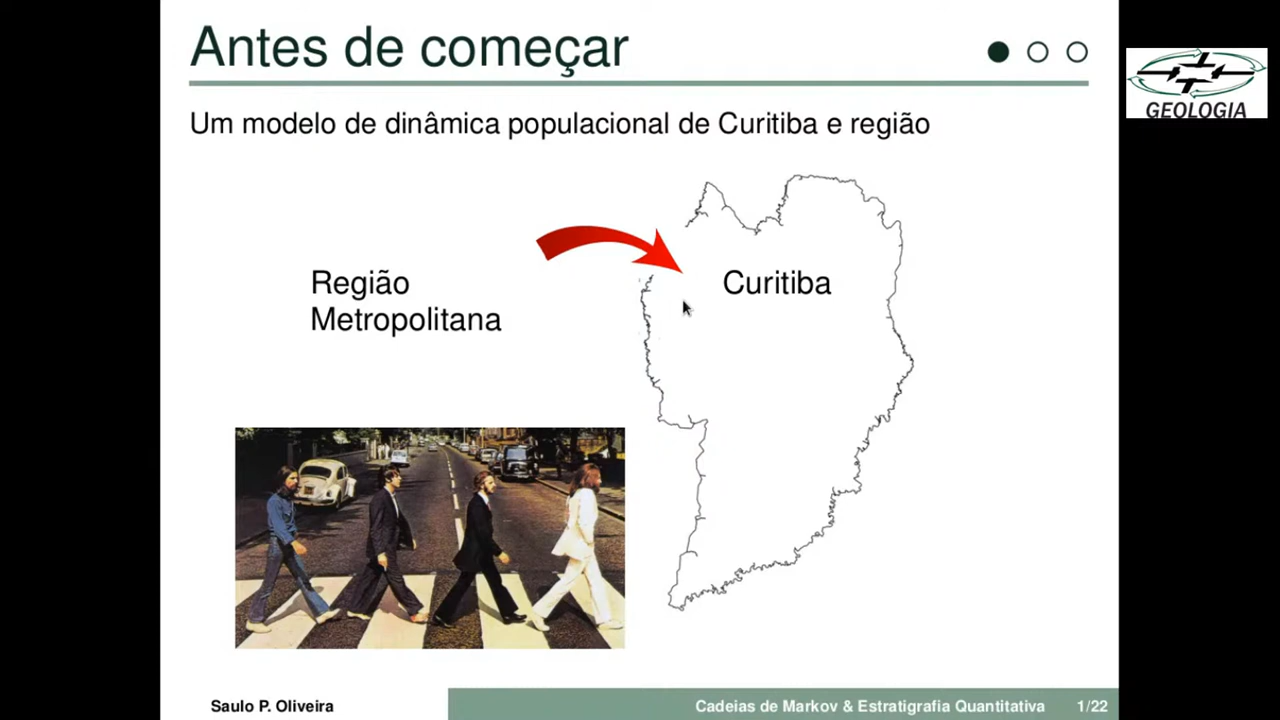 Antes de começar
GEOLOGIA
Um modelo de dinâmica populacional de Curitiba e região
Região
Metropolitana
Curitiba
Saulo P. Oliveira
Cadeias de Markov & Estratigrafia Quantitativa
1/22